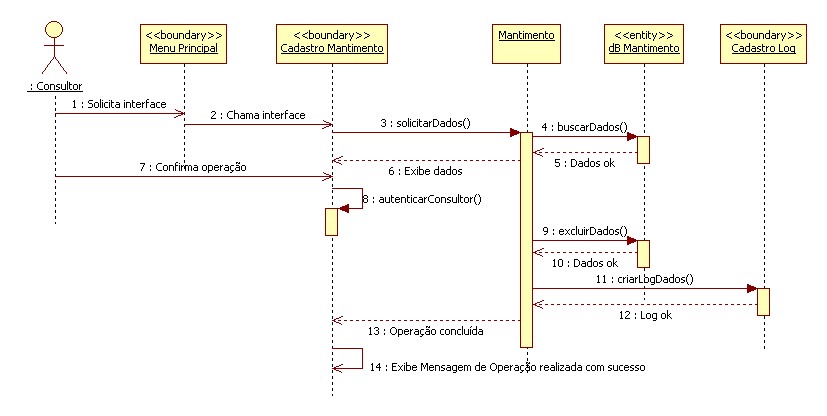 <<boundary>>
Menu Principal
<<boundary>>
Cadastro Mantimento
Mantimento
<<entity>>
dB Mantimento
<<boundary>>
Cadastro Log
: Consultor
1 : Solicita interface
2 : Chama interface
3 : solicitarDados()
4 : buscarDados()
5 : Dados ok
6 : Exibe dados
7 : Confirma operação
8 : autenticarConsultor()
9 : excluirDados()
10 : Dados ok
11 : criarLogDados()
12 : Log ok
13 : Operação concluída
14 : Exibe Mensagem de Operação realizada com sucesso